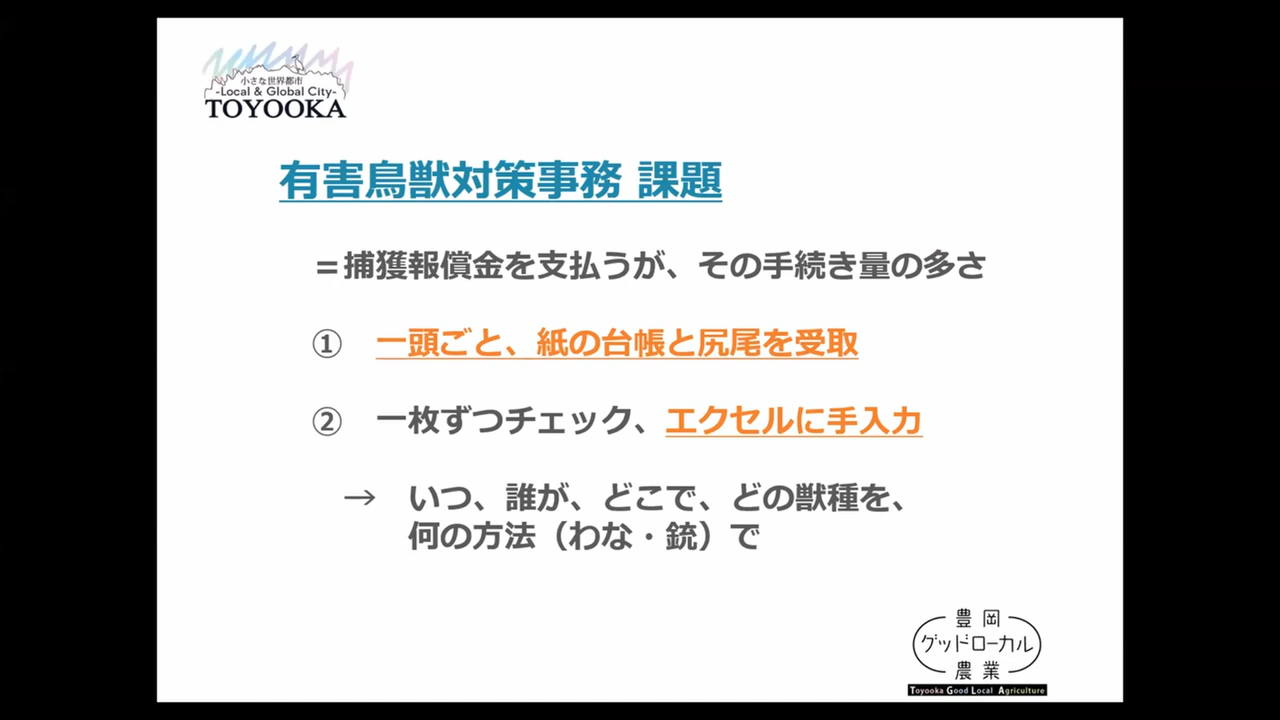 小さな世界都市
-Local & Global City-
TOYOOKA
有害鳥獣対策事務 課題
＝捕獲報償金を支払うが、その手続き量の多さ
① 一頭ごと、紙の台帳と尻尾を受取
② 一枚ずつチェック、エクセルに手入力
→ いつ、誰が、どこで、どの獣種を、
何の方法（わな・銃）で
豊岡
グッドローカル
農業
Toyooka Good Local Agriculture